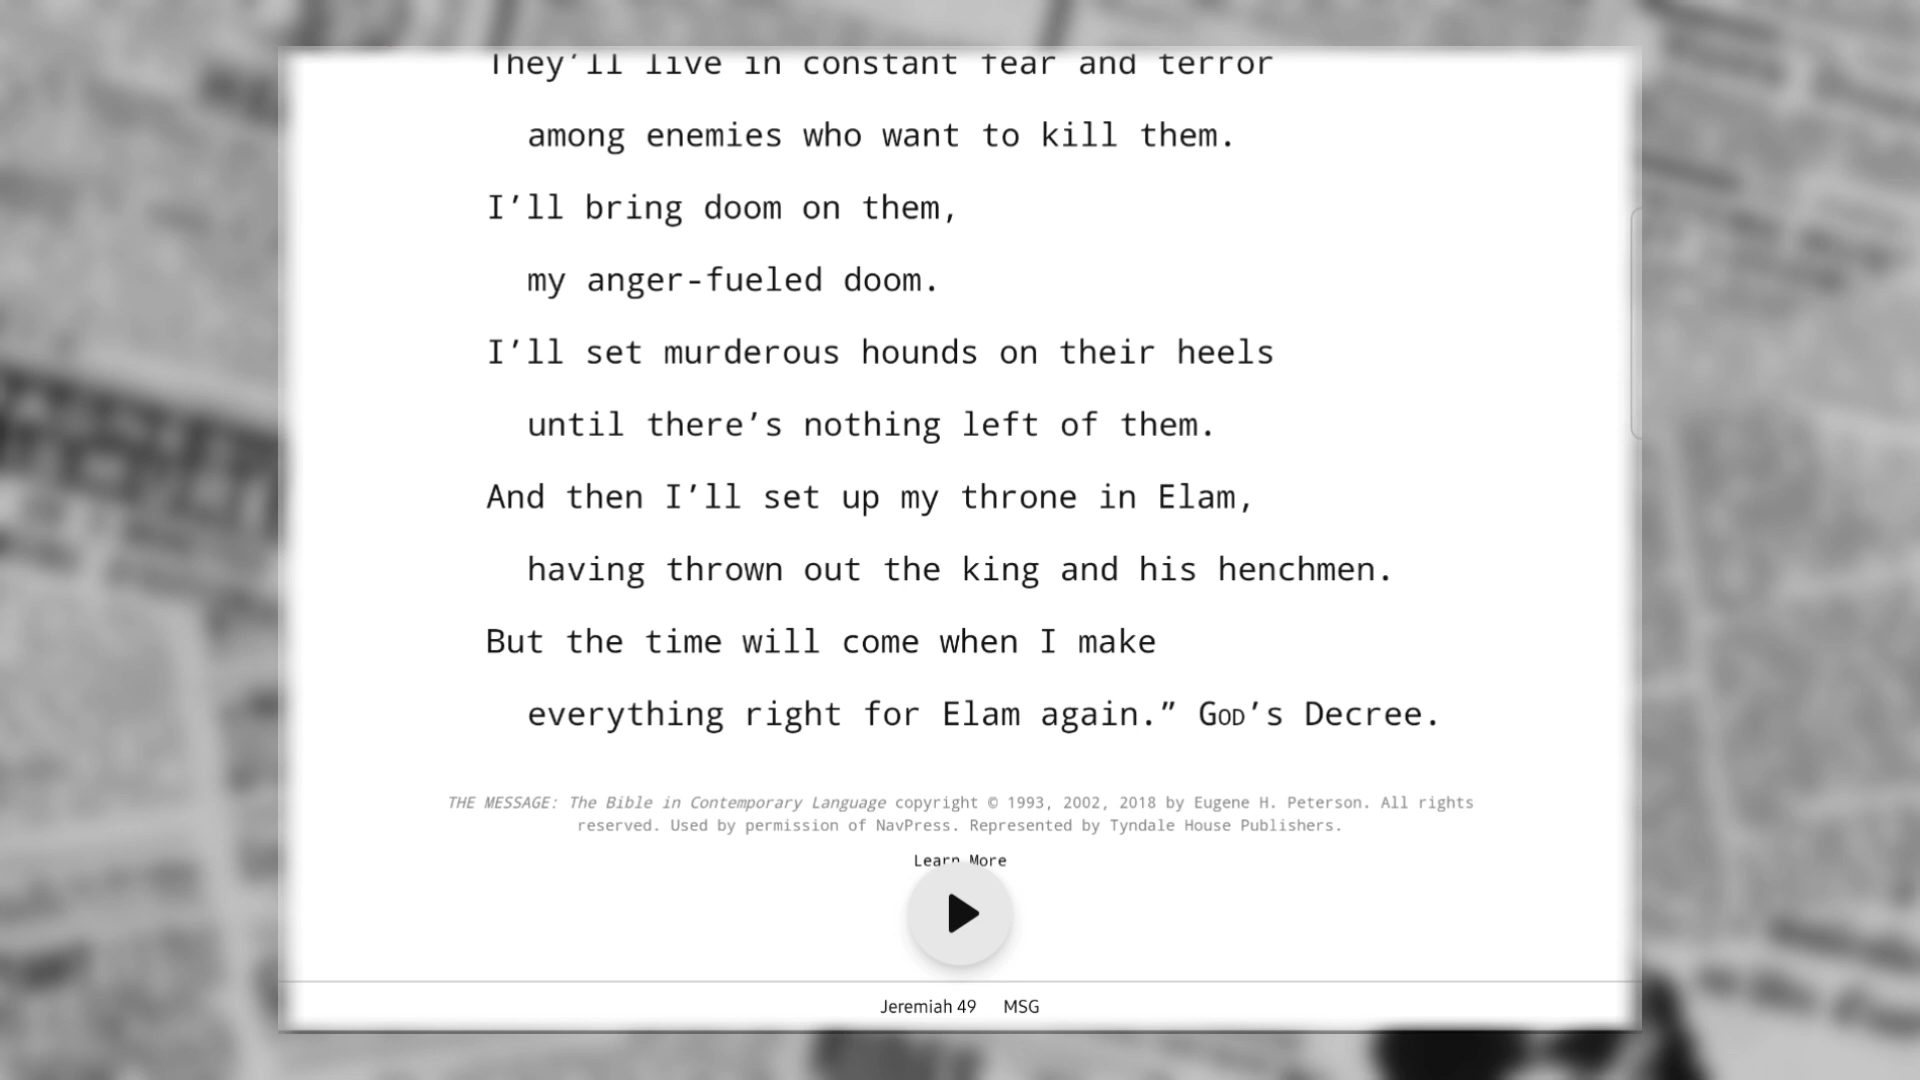 They’ll live in constant fear and terror
among enemies who want to kill them.
I’ll bring doom on them,
my anger-fueled doom.
I’ll set murderous hounds on their heels
until there’s nothing left of them.
And then I’ll set up my throne in Elam,
having thrown out the king and his henchmen.
But the time will come when I make
everything right for Elam again.” GOD’s Decree.
THE MESSAGE: The Bible in Contemporary Language copyright © 1993, 2002, 2018 by Eugene H. Peterson. All rights
reserved. Used by permission of NavPress. Represented by Tyndale House Publishers.
Learn More
Jeremiah 49 MSG